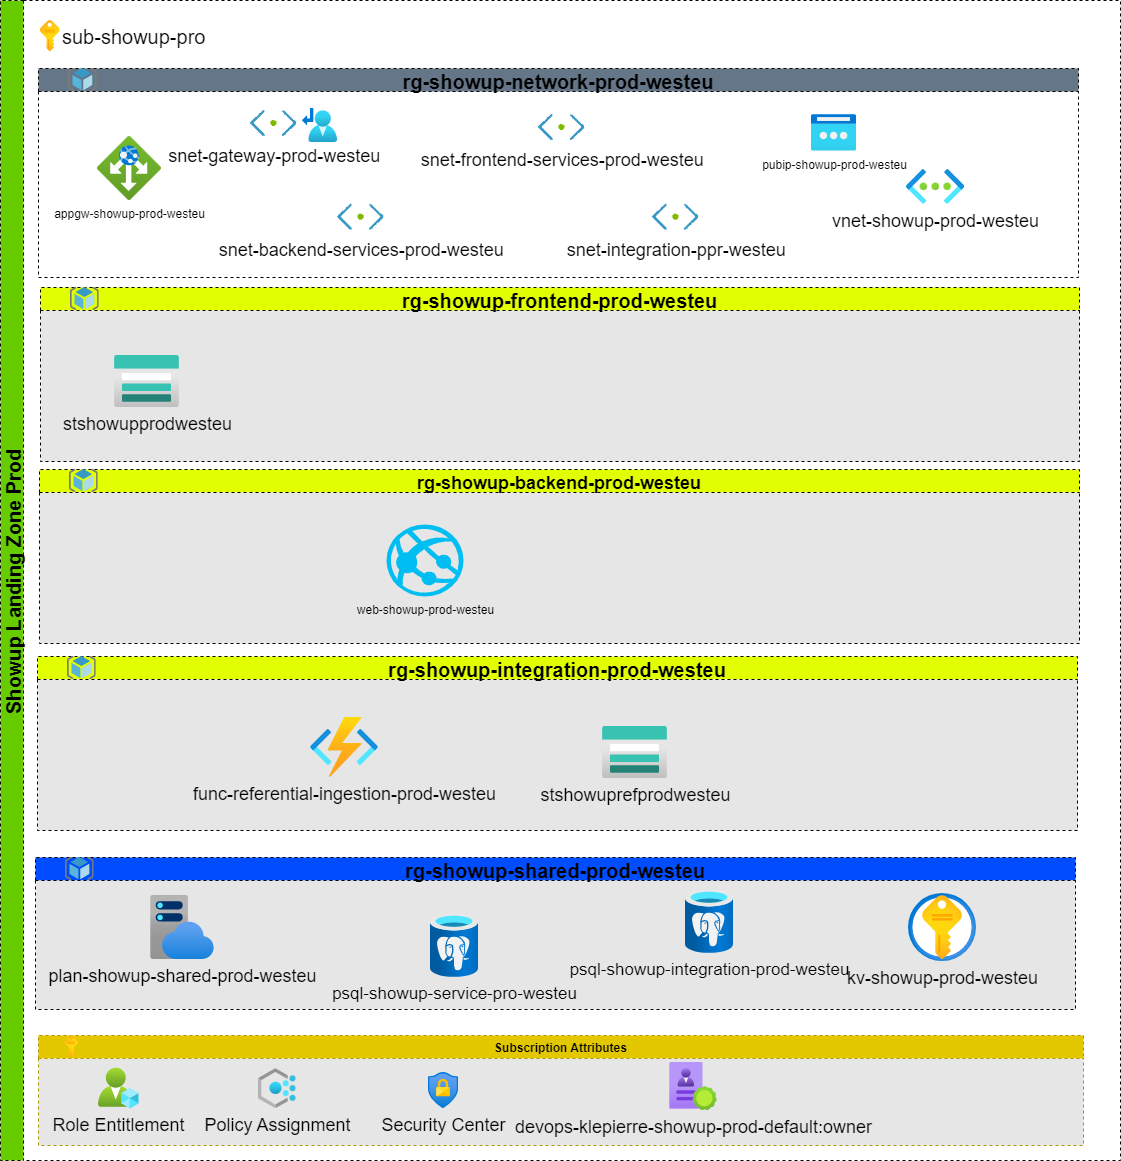 sub-showup-pro
Showup Landing Zone Prod
rg-showup-network-prod-westeu
snet-gateway-prod-westeu
snet-frontend-services-prod-westeu
pubip-showup-prod-westeu
appgw-showup-prod-westeu
vnet-showup-prod-westeu
snet-backend-services-prod-westeu
snet-integration-ppr-westeu
rg-showup-frontend-prod-westeu
stshowupprodwesteu
rg-showup-backend-prod-westeu
web-showup-prod-westeu
rg-showup-integration-prod-westeu
func-referential-ingestion-prod-westeu
stshowuprefprodwesteu
rg-showup-shared-prod-westeu
plan-showup-shared-prod-westeu
psql-showup-service-pro-westeu
psql-showup-integration-prod-westeu
kv-showup-prod-westeu
Subscription Attributes
Role Entitlement
Policy Assignment
Security Center
devops-klepierre-showup-prod-default:owner